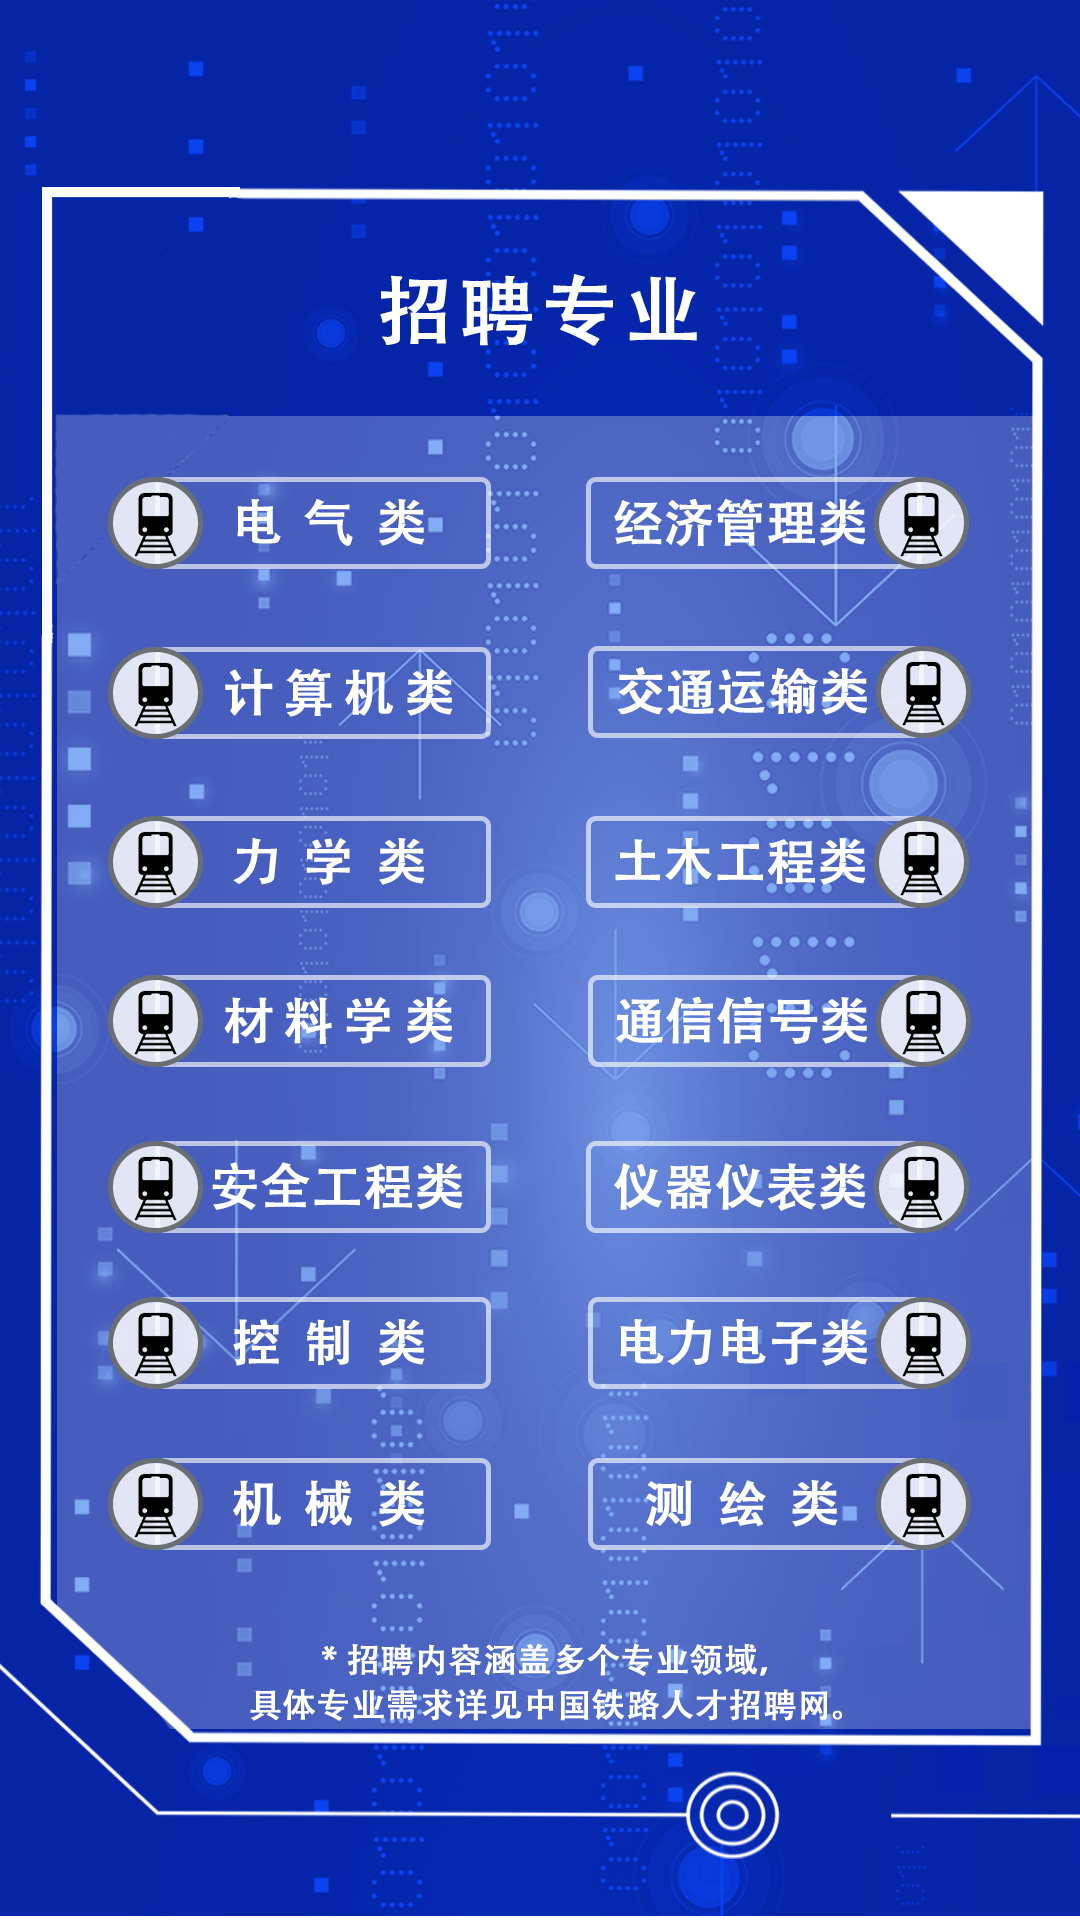 招聘专业
电气类
经济管理类
计算机类
交通运输类
力学类
土木工程类
材料学类
通信信号类
安全工程类
仪器仪表类
控制类
电力电子类
机械类
测绘类
*招聘内容涵盖多个专业领域,
具体专业需求详见中国铁路人才招聘网。